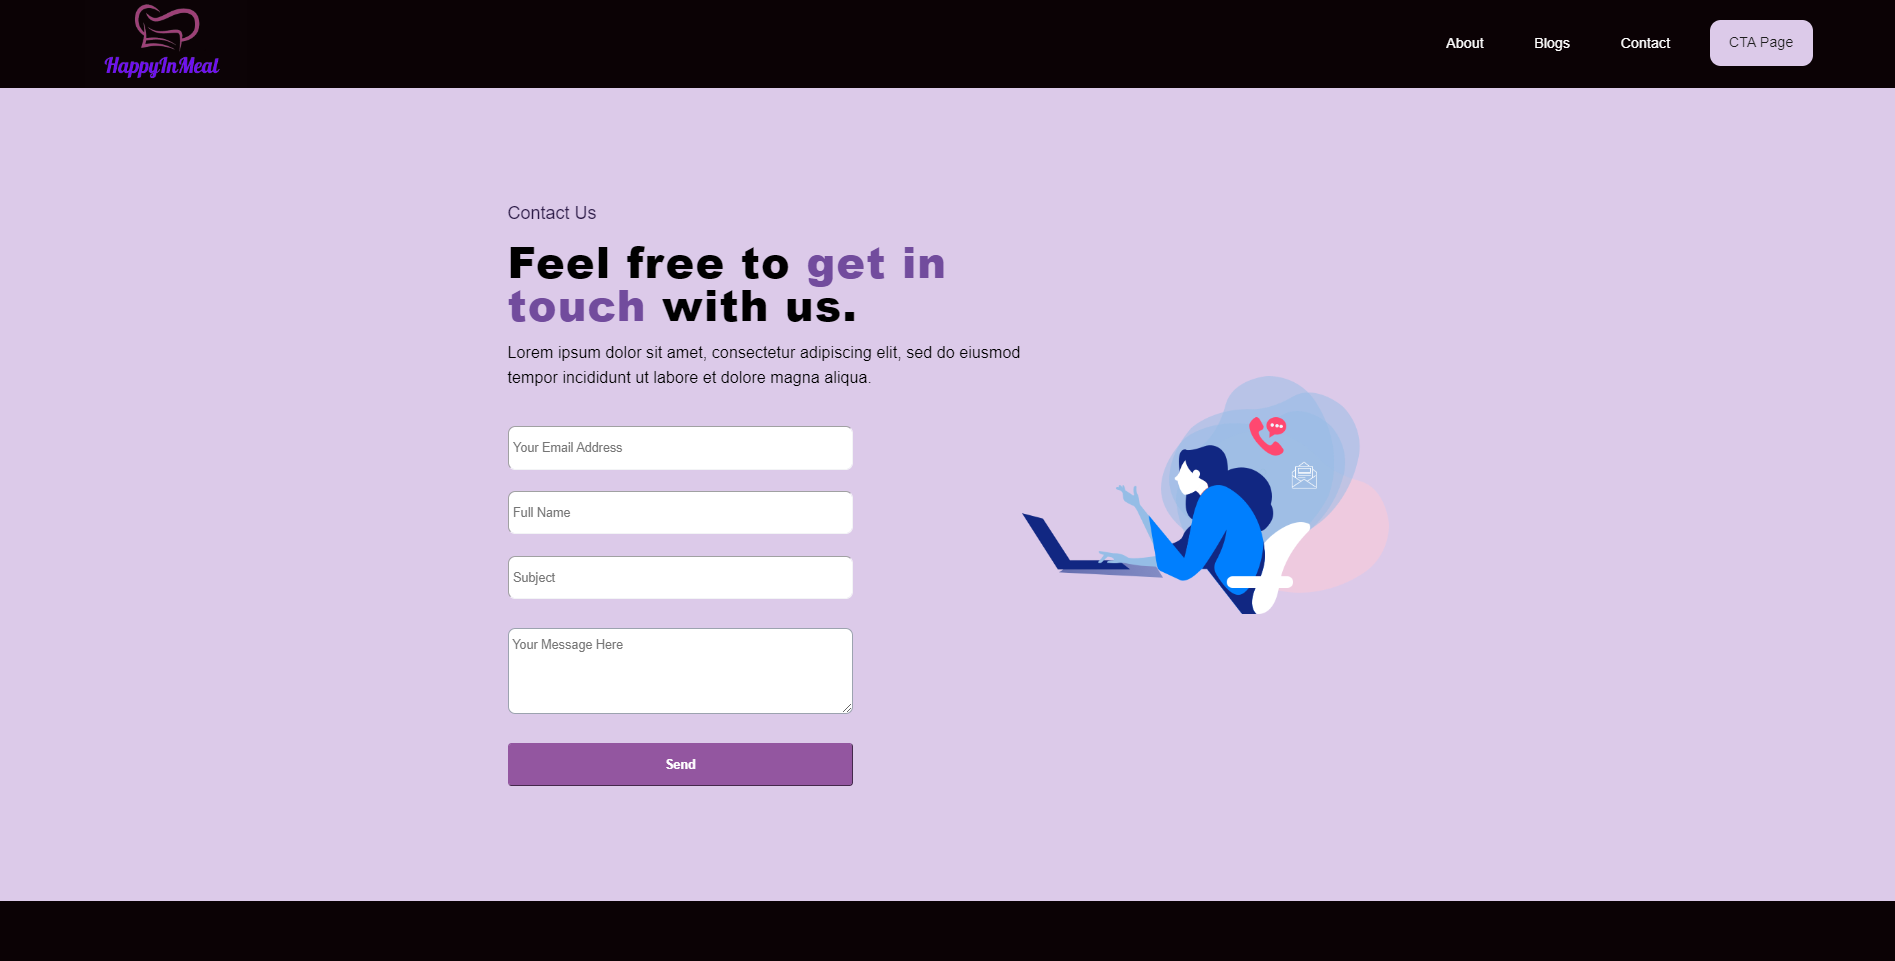 HappyInMeal
About
Blogs
Contact
CTA Page
Contact Us
Feel free to get in
touch with us.
Lorem ipsum dolor sit amet, consectetur adipiscing elit, sed do eiusmod
tempor incididunt ut labore et dolore magna aliqua.
Your Email Address
Full Name
Subject
Your Message Here
Send